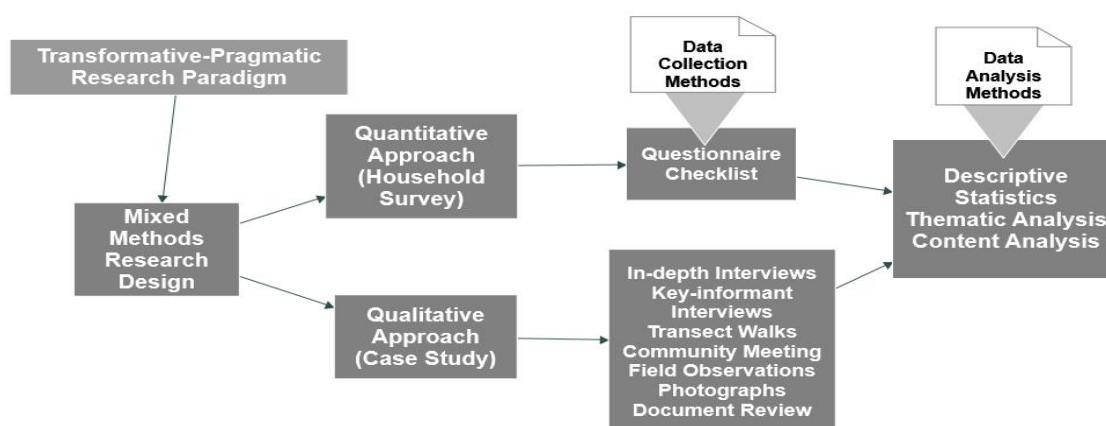 Transformative-Pragmatic
Research Paradigm
Mixed
Methods
Research
Design
Quantitative
Approach
(Household
Survey)
Qualitative
Approach
(Case Study)
Data
Collection
Methods
Questionnaire
Checklist
In-depth Interviews
Key-informant
Interviews
Transect Walks
Community Meeting
Field Observations
Photographs
Document Review
Data
Analysis
Methods
Descriptive
Statistics
Thematic Analysis
Content Analysis